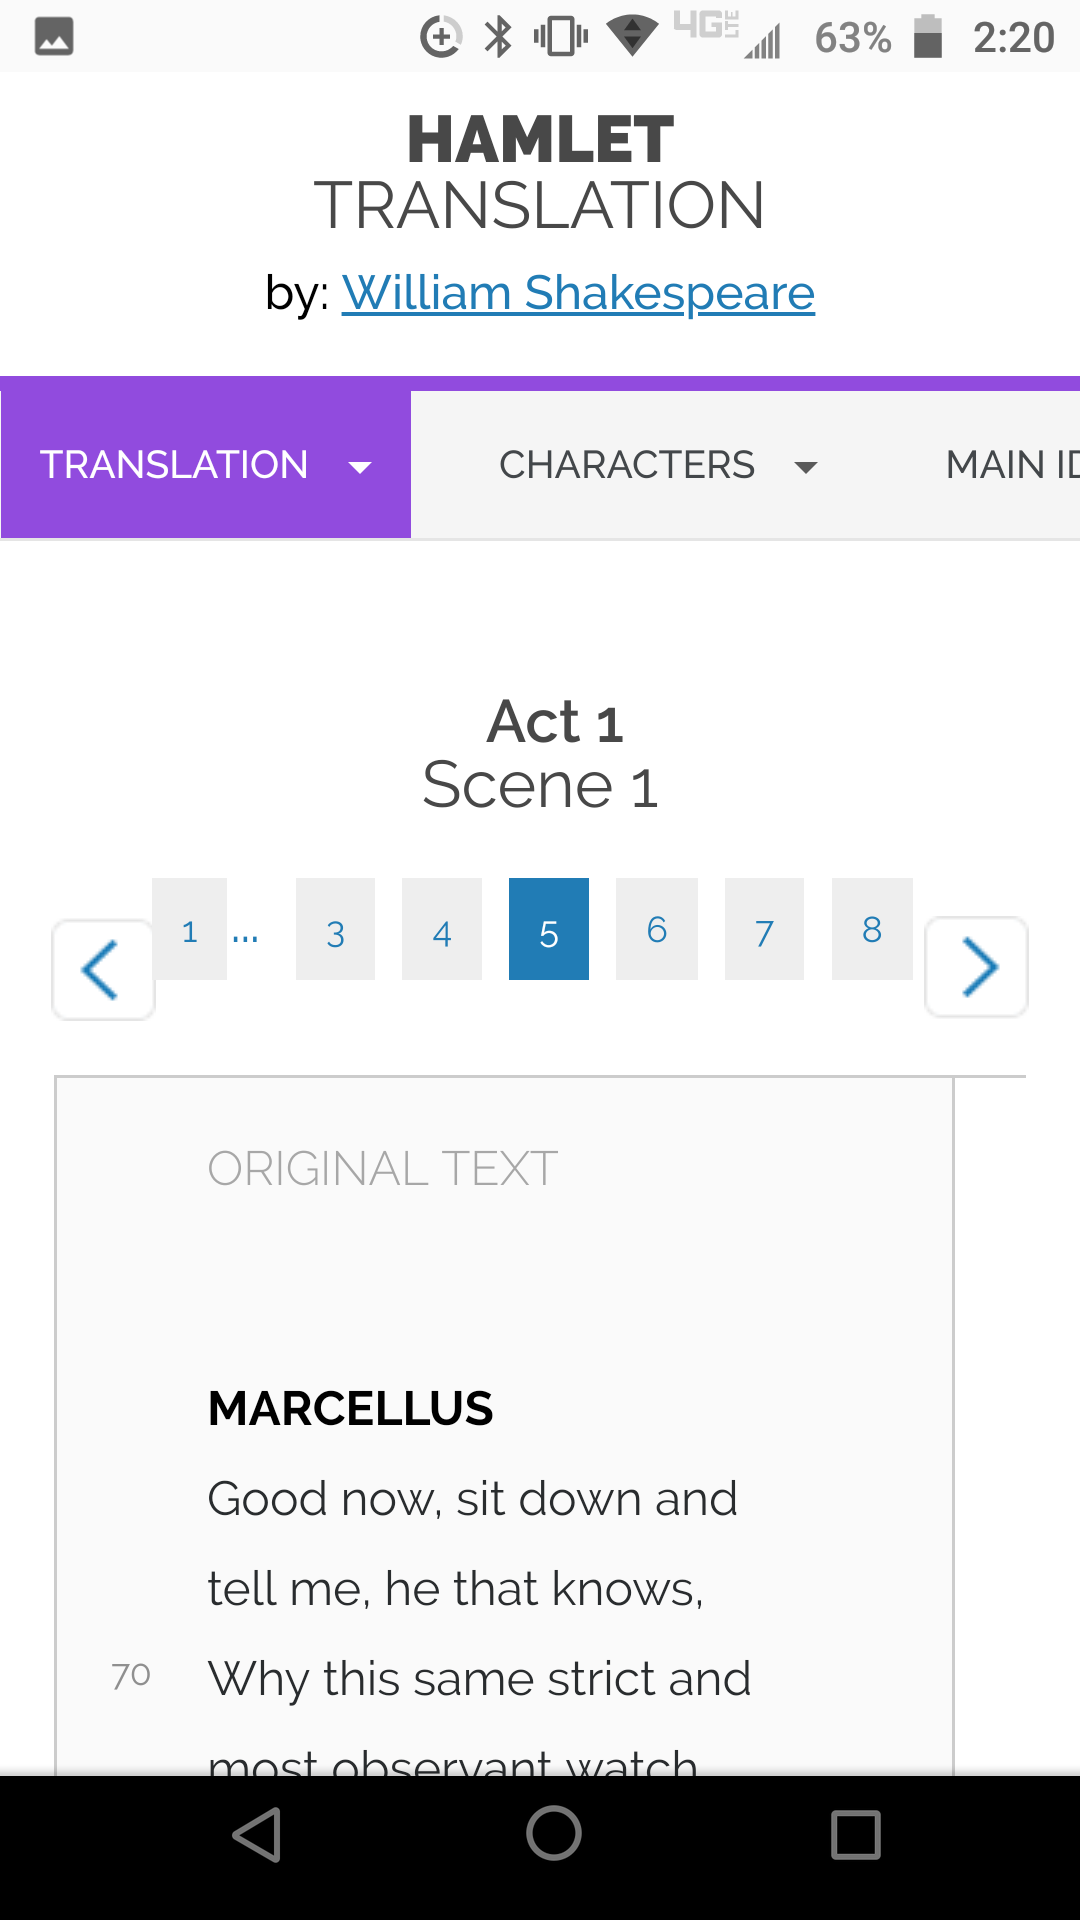 4G LTE 63% 2:20
HAMLET
TRANSLATION
by: William Shakespeare
TRANSLATION CHARACTERS MAIN ID
Act 1
Scene 1
1 ... 3 4 5 6 7 8
ORIGINAL TEXT
MARCELLUS
Good now, sit down and
tell me, he that knows,
70 Why this same strict and
most observant watch